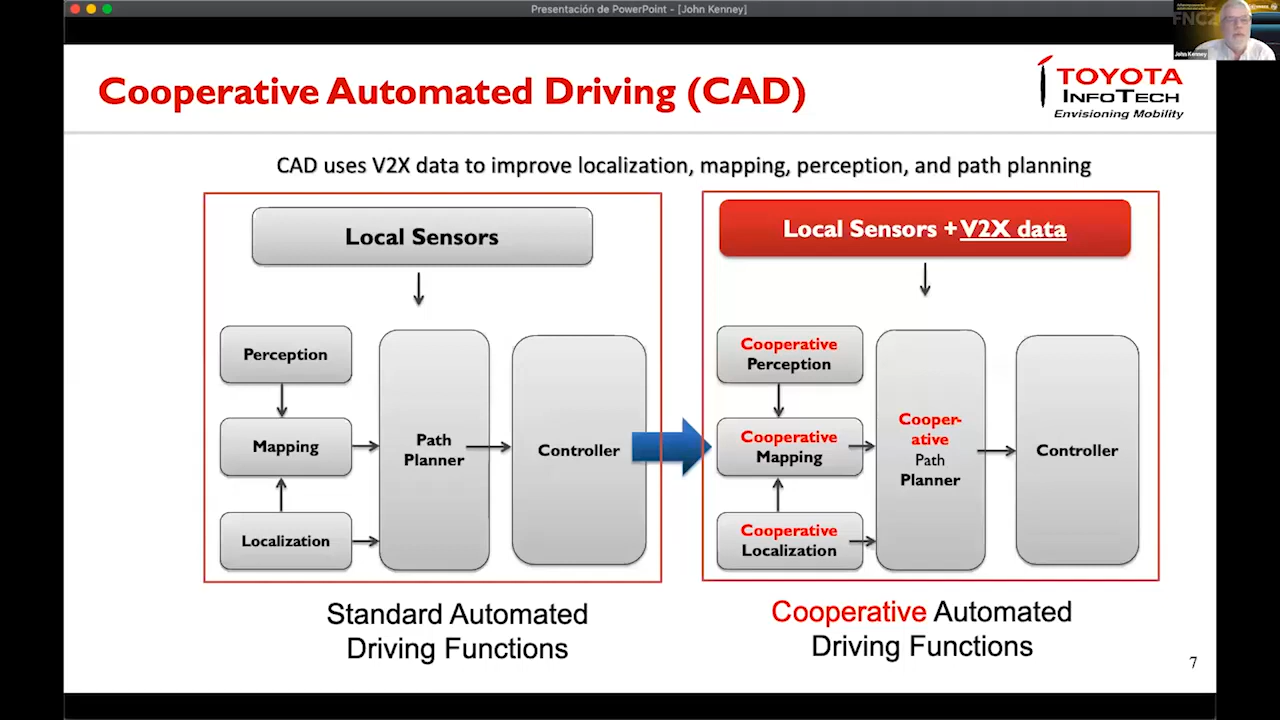 Presentación de PowerPoint - [John Kenney]
FNC2
John Kenney
Cooperative Automated Driving (CAD)
TOYOTA
INFOTECH
Envisioning Mobility
CAD uses V2X data to improve localization, mapping, perception, and path planning
Local Sensors
Perception
Mapping
Localization
Path
Planner
Controller
Standard Automated
Driving Functions
Local Sensors + V2X data
Cooperative
Perception
Cooperative
Mapping
Cooperative
Localization
Cooper-
ative
Path
Planner
Controller
Cooperative Automated
Driving Functions
7